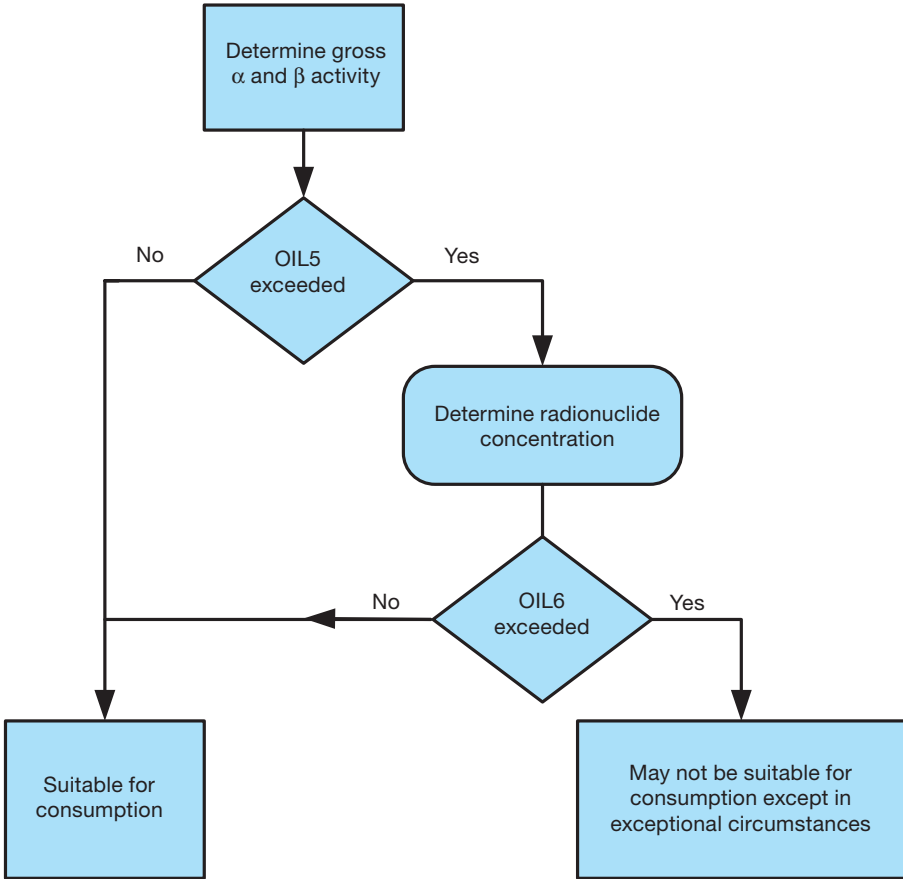 Determine gross
α and β activity
No
OIL5
exceeded
Yes
Determine radionuclide
concentration
No
OIL6
exceeded
Yes
Suitable for
consumption
May not be suitable for
consumption except in
exceptional circumstances